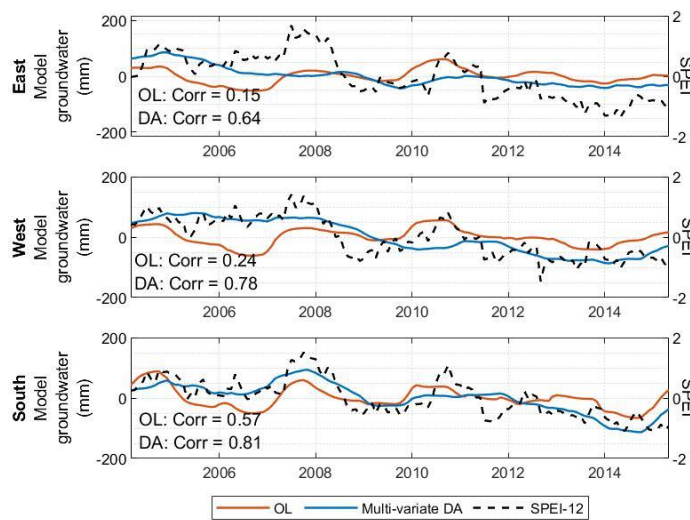 200
0
-200
East
Model
groundwater
(mm)
OL: Corr = 0.15
DA: Corr = 0.64
2
0
-2
SPEI
2006
2008
2010
2012
2014
200
0
-200
West
Model
groundwater
(mm)
OL: Corr = 0.24
DA: Corr = 0.78
2
0
-2
SPEI
2006
2008
2010
2012
2014
200
0
-200
South
Model
groundwater
(mm)
OL: Corr = 0.57
DA: Corr = 0.81
2
0
-2
SPEI
2006
2008
2010
2012
2014
OL
Multi-variate DA
SPEI-12